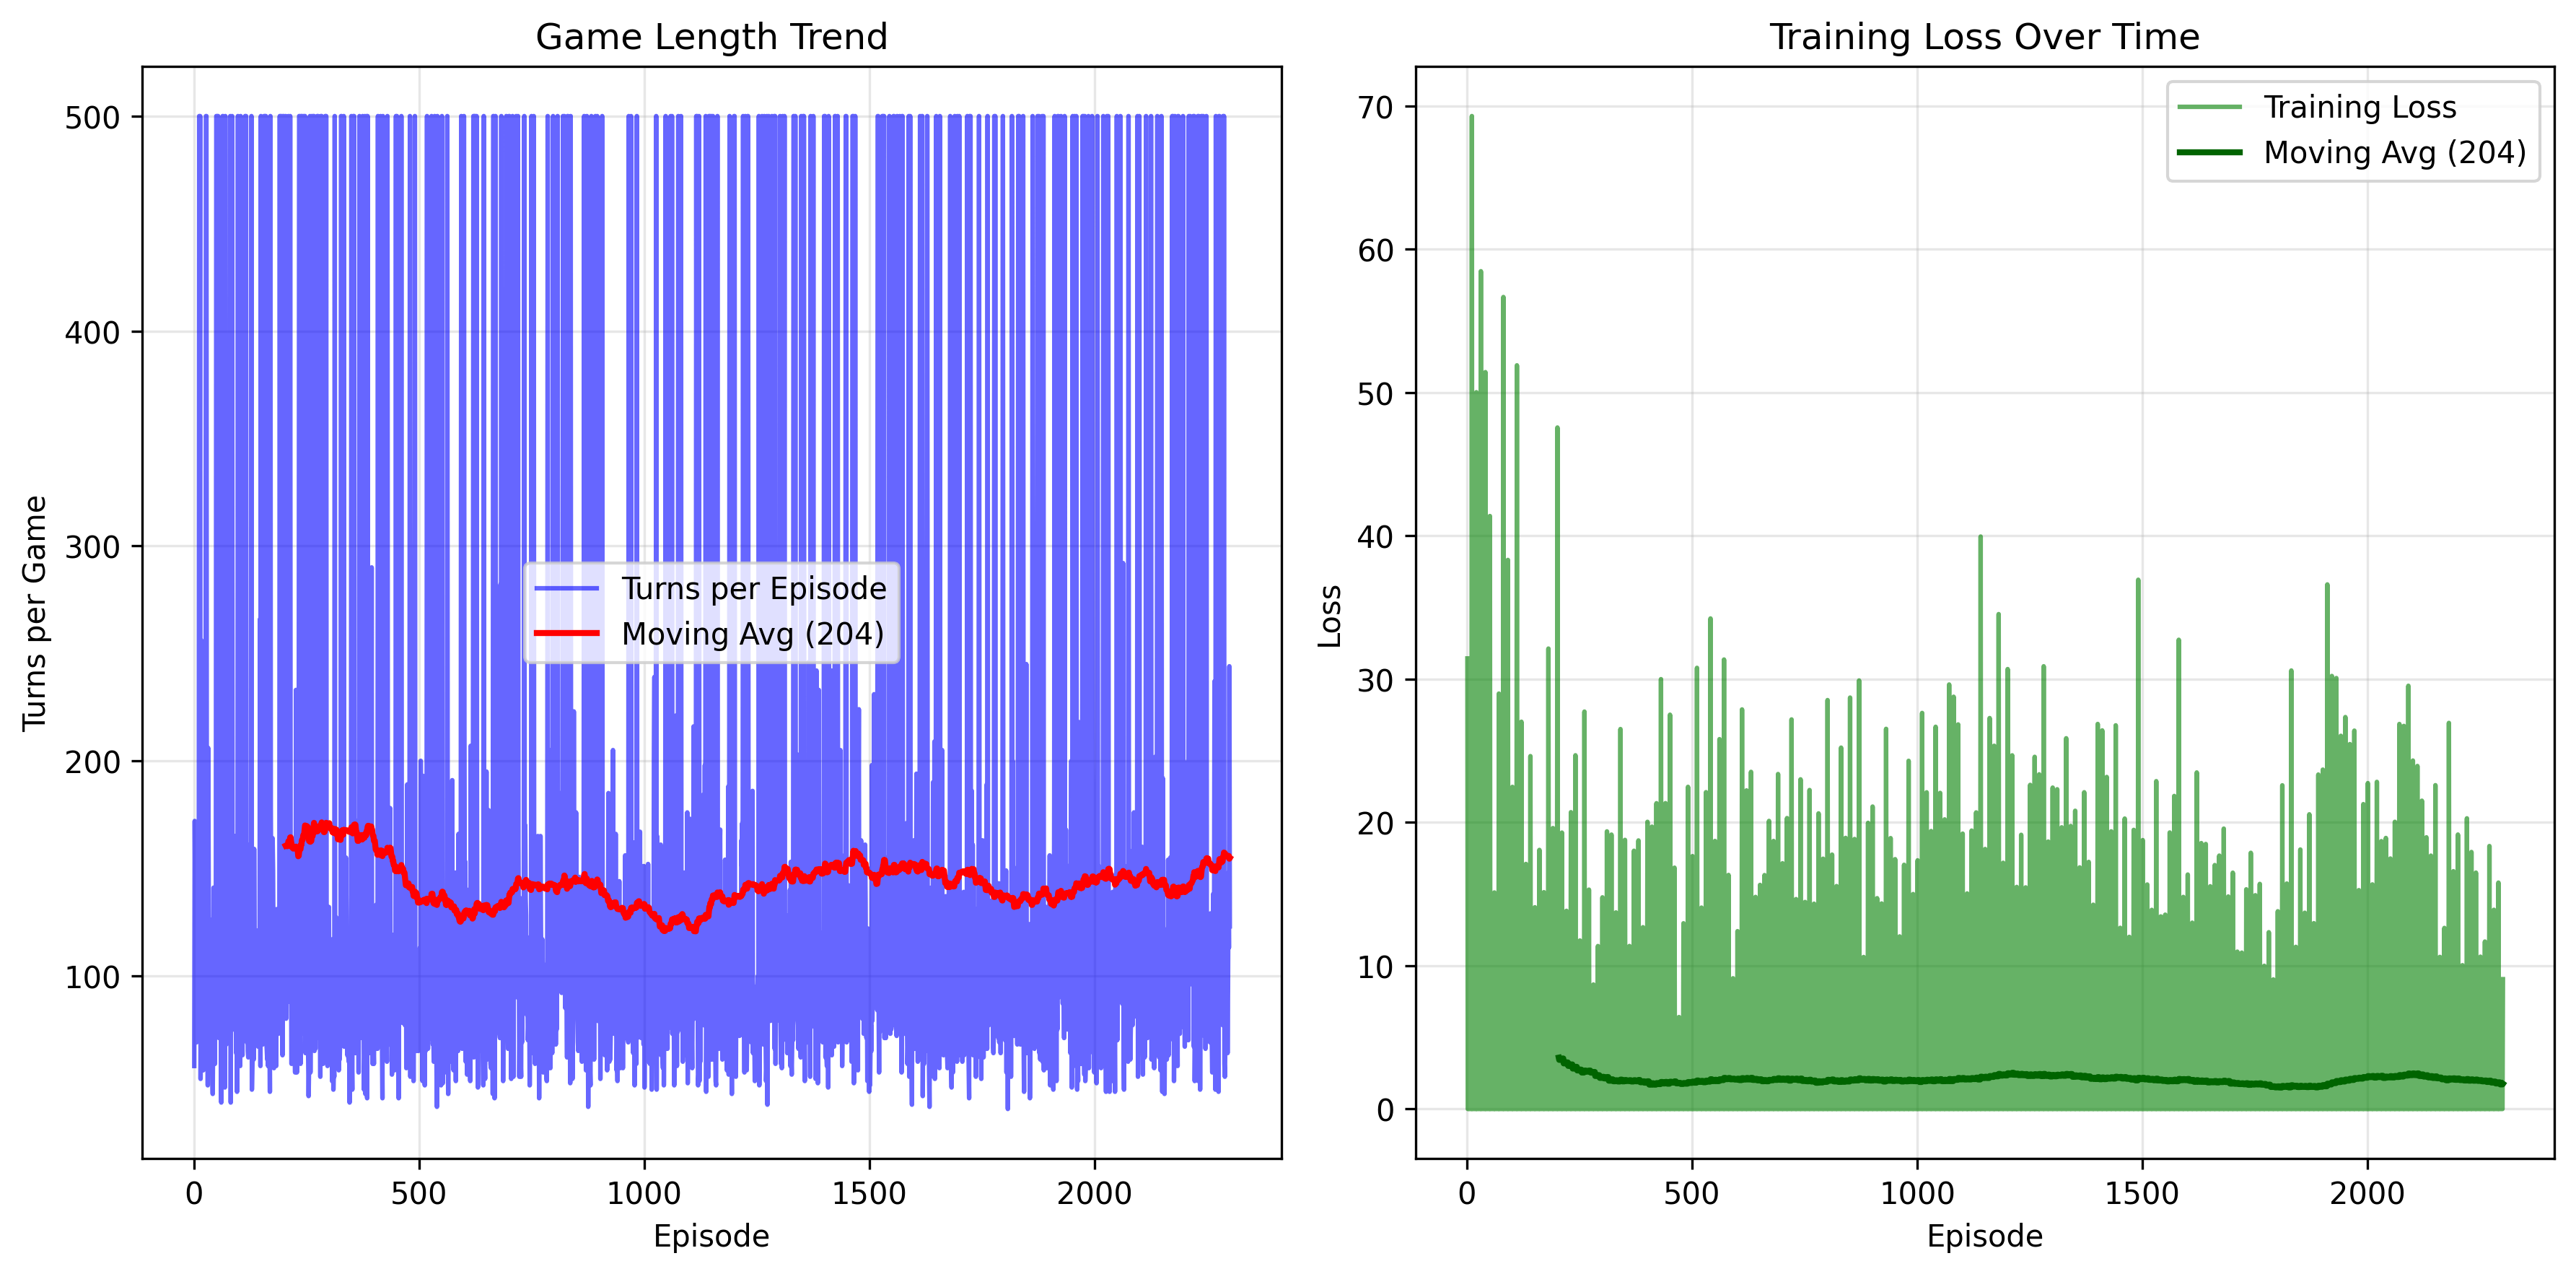 Game Length Trend
500
400
300
200
100
Turns per Game
Turns per Episode
Moving Avg (204)
0
500
1000
1500
2000
Episode
Training Loss Over Time
70
60
50
40
30
20
10
0
Loss
Training Loss
Moving Avg (204)
0
500
1000
1500
2000
Episode